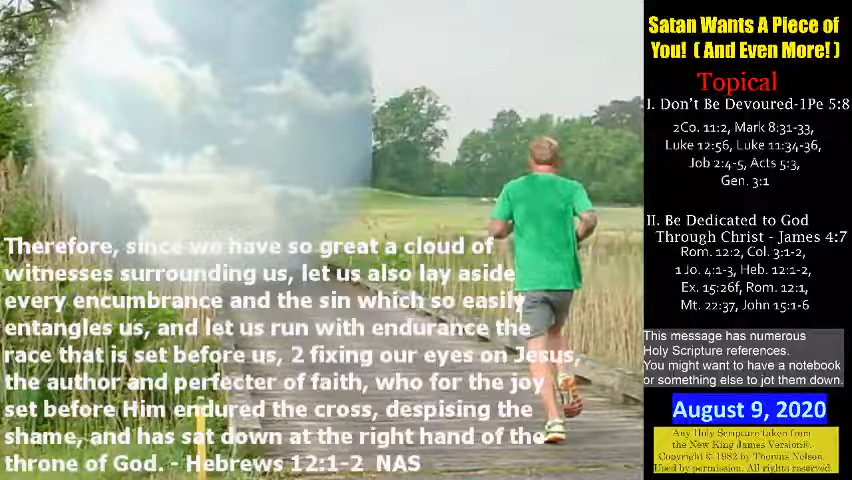 Therefore, since we have so great a cloud of
witnesses surrounding us, let us also lay aside
every encumbrance and the sin which so easily
entangles us, and let us run with endurance the
race that is set before us, 2 fixing our eyes on Jesus,
the author and perfecter of faith, who for the joy
set before Him endured the cross, despising the
shame, and has sat down at the right hand of the
throne of God. - Hebrews 12:1-2 NAS
Satan Wants A Piece of
You! ( And Even More! )
Topical
I. Don't Be Devoured-1Pe 5:8
2Co. 11:2, Mark 8:31-33,
Luke 12:56, Luke 11:34-36,
Job 2:4-5, Acts 5:3,
Gen. 3:1
II. Be Dedicated to God
Through Christ - James 4:7
Rom. 12:2, Col. 3:1-2,
1 Jo. 4:1-3, Heb. 12:1-2,
Ex. 15:26f, Rom. 12:1,
Mt. 22:37, John 15:1-6
This message has numerous
Holy Scripture references.
You might want to have a notebook
or something else to jot them down.
August 9, 2020
Any Holy Scripture taken from
the New King James Version®.
Copyright © 1982 by Thomas Nelson.
Used by permission. All rights reserved.